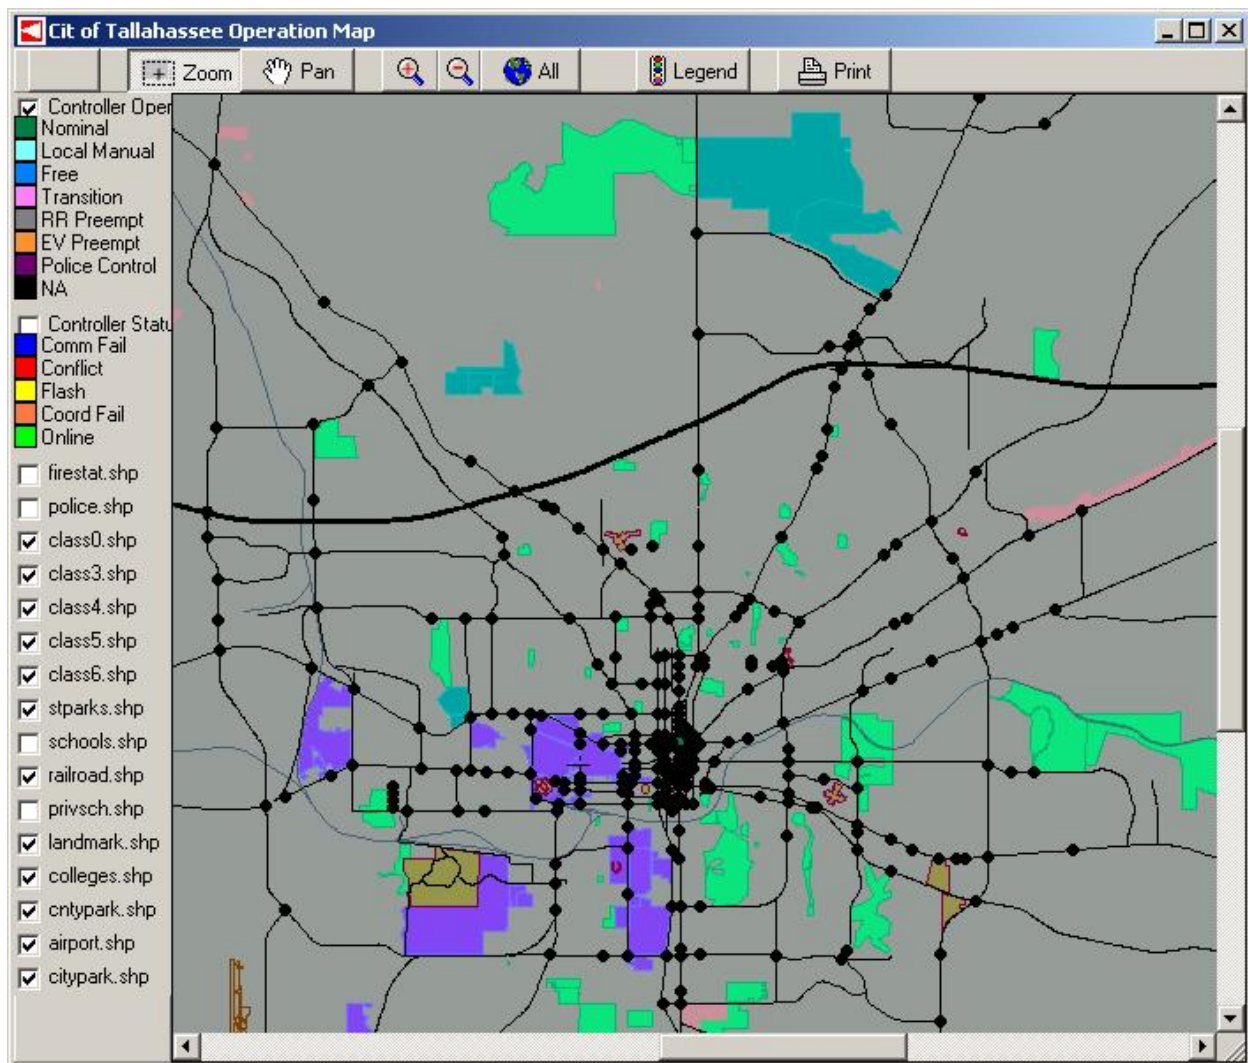 Cit of Tallahassee Operation Map
Zoom Pan All Legend Print
Controller Oper
Nominal
Local Manual
Free
Transition
RR Preempt
EV Preempt
Police Control
NA
Controller Statu
Comm Fail
Conflict
Flash
Coord Fail
Online
firestat.shp
police.shp
class0.shp
class3.shp
class4.shp
class5.shp
class6.shp
stparks.shp
schools.shp
railroad.shp
privsch.shp
landmark.shp
colleges.shp
cntypark.shp
airport.shp
citypark.shp